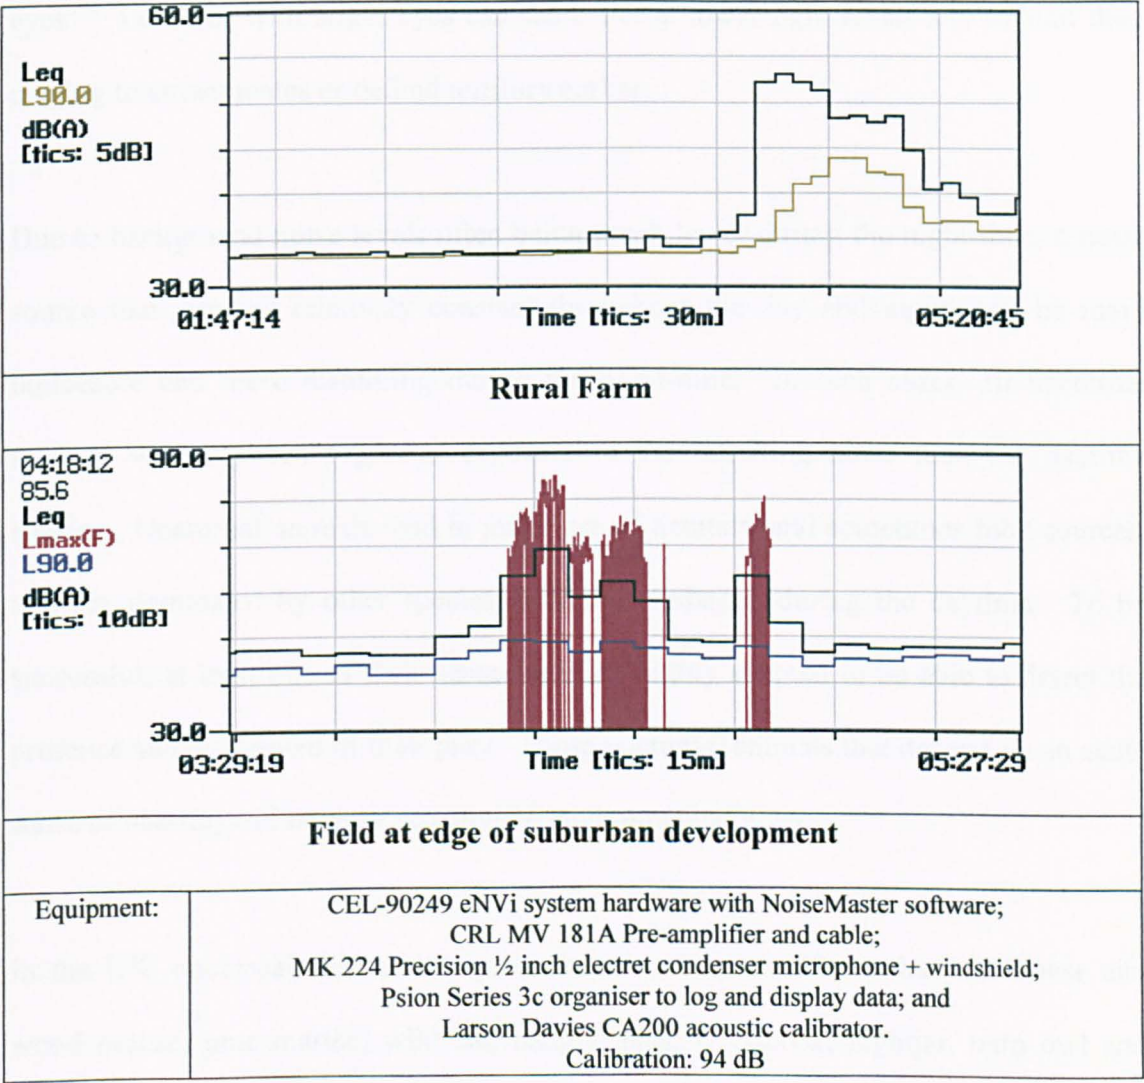 60.0
Leq
L90.0
dB(A)
[tics: 5dB]
30.0
01:47:14 Time [tics: 30m] 05:20:45
Rural Farm
04:18:12 90.0
85.6
Leq
Lmax(F)
L90.0
dB(A)
[tics: 10dB]
30.0
03:29:19 Time [tics: 15m] 05:27:29
Field at edge of suburban development
Equipment: CEL-90249 eNVi system hardware with NoiseMaster software;
CRL MV 181A Pre-amplifier and cable;
MK 224 Precision ½ inch electret condenser microphone + windshield;
Psion Series 3c organiser to log and display data; and
Larson Davies CA200 acoustic calibrator.
Calibration: 94 dB